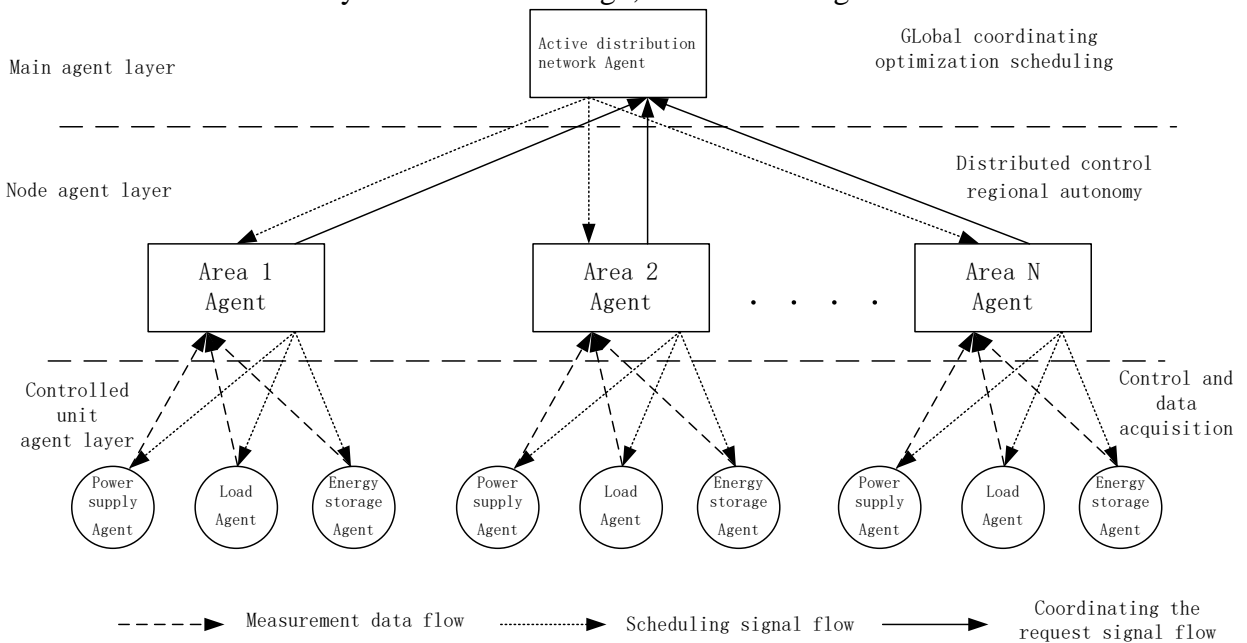 Active distribution
network Agent
GLobal coordinating
optimization scheduling
Main agent layer
Distributed control
regional autonomy
Node agent layer
Area 1
Agent
Area 2
Agent
. . . .
Area N
Agent
Controlled
unit
agent layer
Control and
data
acquisition
Power
supply
Agent
Load
Agent
Energy
storage
Agent
Power
supply
Agent
Load
Agent
Energy
storage
Agent
Power
supply
Agent
Load
Agent
Energy
storage
Agent
Measurement data flow
Scheduling signal flow
Coordinating the
request signal flow